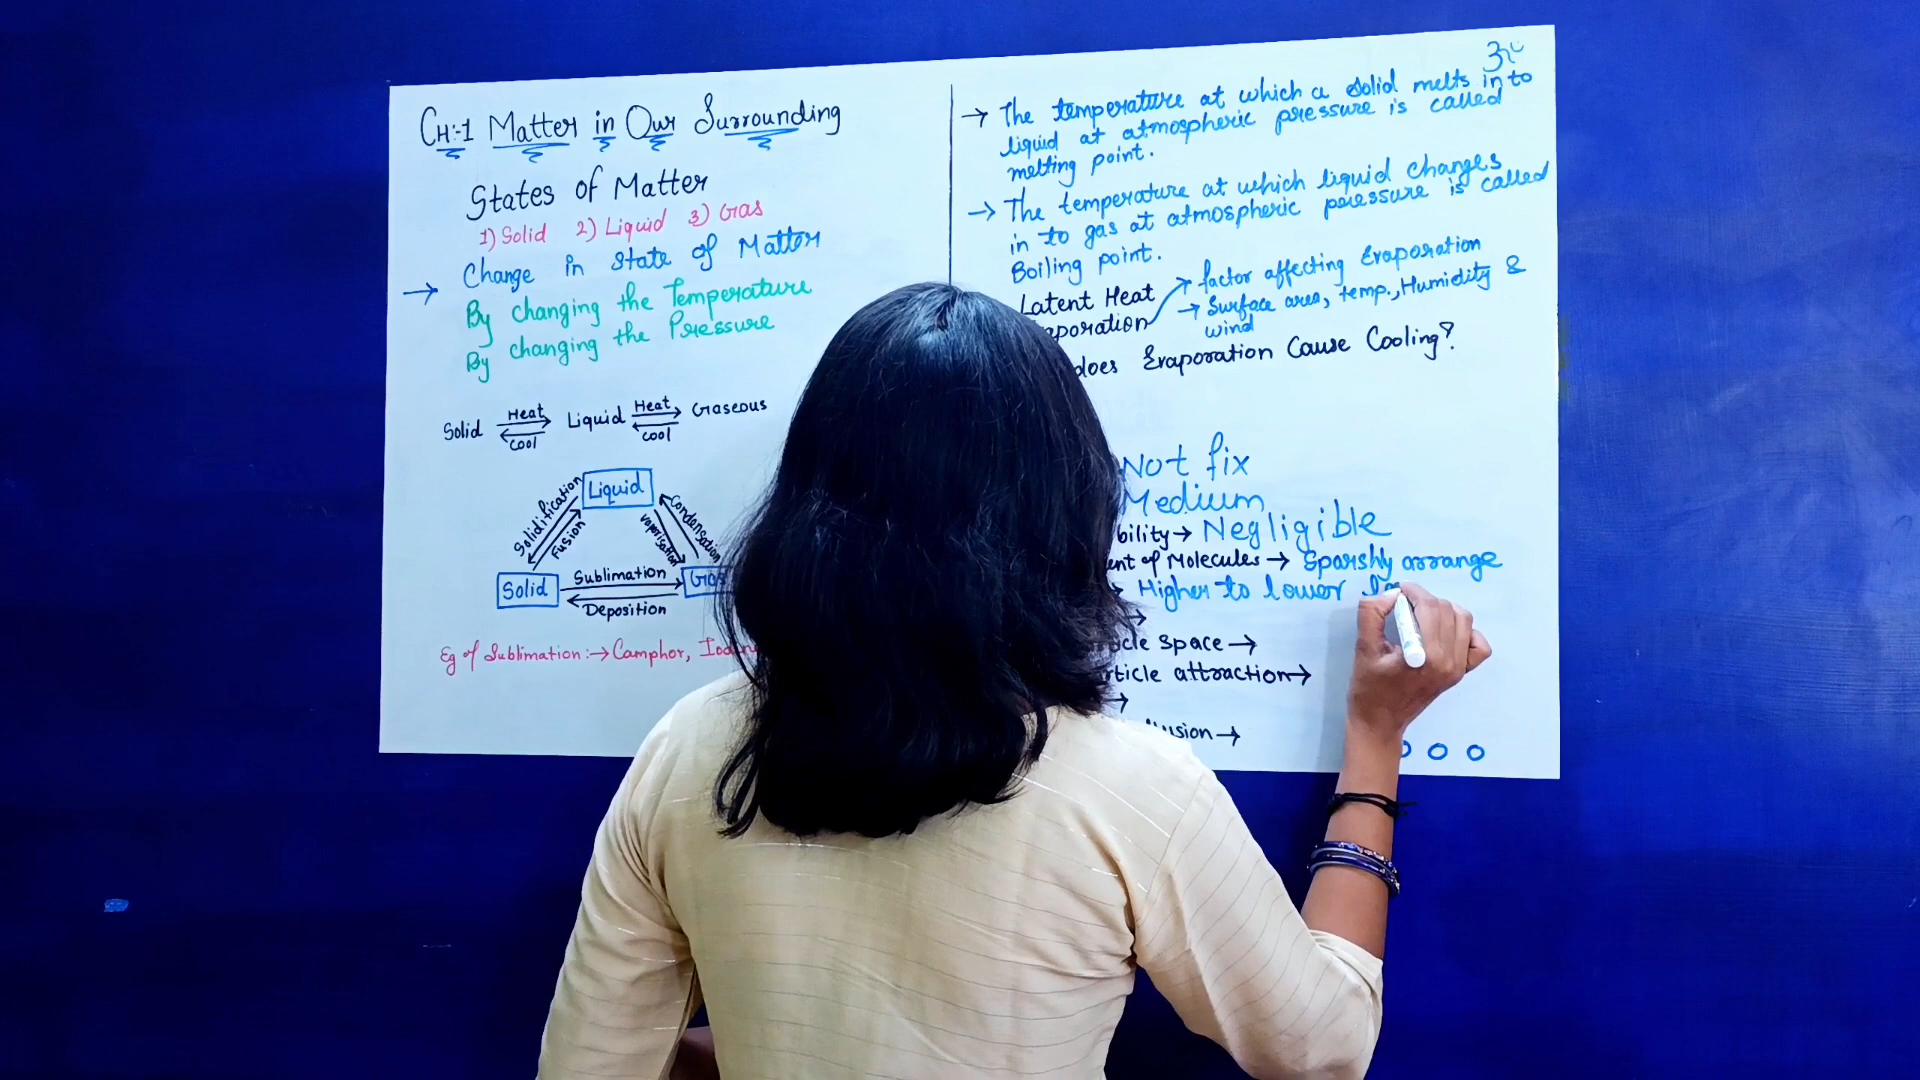 CH:-1 Matter in Our Surrounding
States of Matter
1) Solid 2) Liquid 3) Gas
→ Change in State of Matter
By changing the Temperature
By changing the Pressure
Solid Heat Cool Liquid Heat Cool Gaseous
Liquid
Solidification
Fusion
Vaporisation
Condensation
Solid
Sublimation
Deposition
Gas
Eg of Sublimation:→ Camphor,
→ The temperature at which a solid melts in to
liquid at atmospheric pressure is called
melting point.
→ The temperature at which liquid changes
in to gas at atmospheric pressure is called
Boiling point.
Latent Heat
→ factor affecting Evaporation
→ Surface area, temp., Humidity &
wind
does Evaporation Cause Cooling?
Not fix
Medium
bility → Negligible
of Molecules → Sparshly arrange
Higher to lower
Space →
attraction →